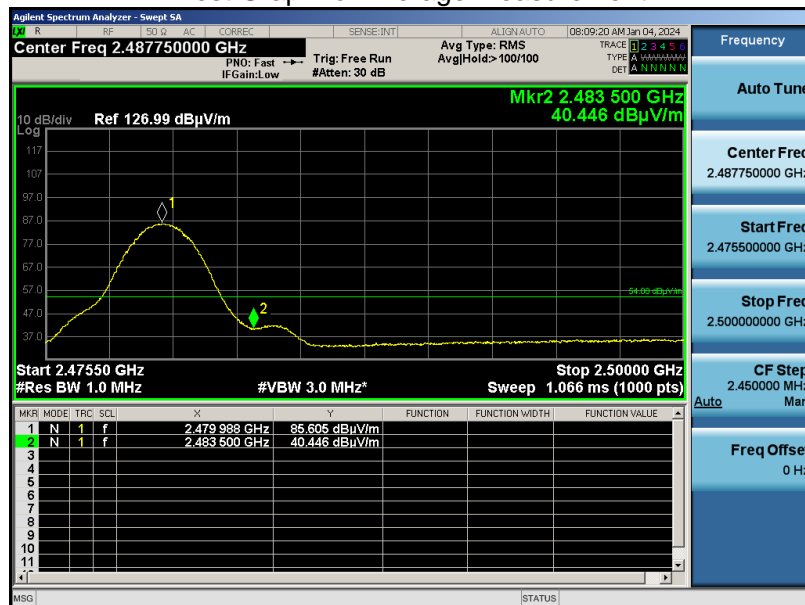 Agilent Spectrum Analyzer - Swept SA
LXI R RF 50 Ω AC CORREC SENSE:INT ALIGN AUTO 08:09:20 AM Jan 04, 2024
Center Freq 2.487750000 GHz
PNO: Fast
IFGain:Low
Trig: Free Run
#Atten: 30 dB
Avg Type: RMS
Avg|Hold>100/100
TRACE 1 2 3 4 5 6
TYPE A WWWWW
DET A N N N N N
Frequency
Mkr2 2.483 500 GHz
40.446 dBµV/m
10 dB/div Ref 126.99 dBµV/m
Log
117
107
97.0
87.0
77.0
67.0
57.0
47.0
37.0
1
2
54.00 dBµV/m
Start 2.47550 GHz Stop 2.50000 GHz
#Res BW 1.0 MHz #VBW 3.0 MHz* Sweep 1.066 ms (1000 pts)
MKR MODE TRC SCL X Y FUNCTION FUNCTION WIDTH FUNCTION VALUE
1 N 1 f 2.479 988 GHz 85.605 dBµV/m
2 N 1 f 2.483 500 GHz 40.446 dBµV/m
3
4
5
6
7
8
9
10
11
MSG STATUS
Auto Tune
Center Freq
2.487750000 GHz
Start Freq
2.475500000 GHz
Stop Freq
2.500000000 GHz
CF Step
2.450000 MHz
Auto Man
Freq Offset
0 Hz